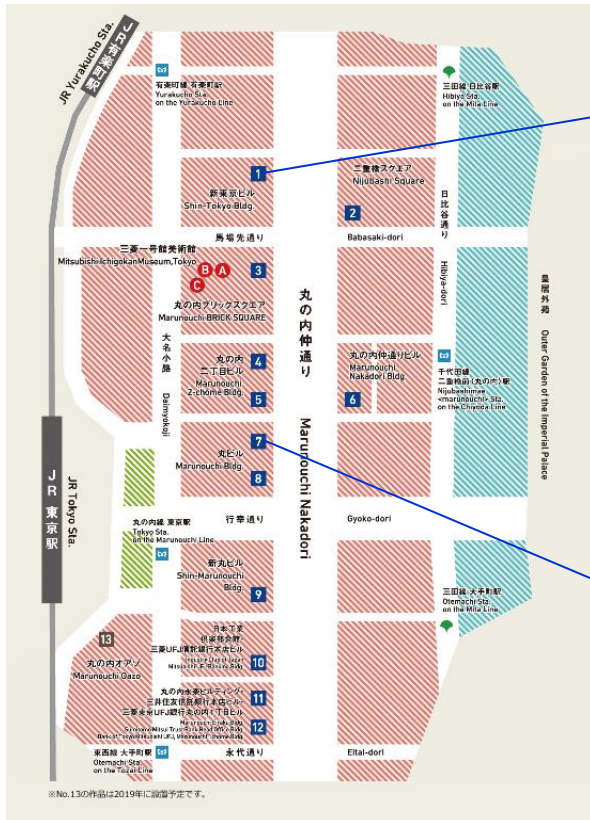 JR Yurakucho Sta.
JR有楽町駅
有楽町線 有楽町駅
Yurakucho Sta.
on the Yurakucho Line
三田線 日比谷駅
Hibiya Sta.
on the Mita Line
1
新東京ビル
Shin-Tokyo Bldg.
二重橋スクエア
Nijubashi Square
2
日比谷通り
Hibiya-dori
馬場先通り
Babasaki-dori
三菱一号館美術館
Mitsubishi Ichigokan Museum, Tokyo
B
A
C
3
丸の内ブリックスクエア
Marunouchi BRICK SQUARE
丸の内仲通り
Marunouchi Nakadori
皇居外苑
Outer Garden of the Imperial Palace
大名小路
Daimyokoji
丸の内
二丁目ビル
Marunouchi
2-chome Bldg.
4
5
丸の内仲通りビル
Marunouchi
Nakadori Bldg.
6
千代田線
二重橋前〈丸の内〉駅
Nijubashimae
<marunouchi> Sta.
on the Chiyoda Line
7
丸ビル
Marunouchi Bldg.
8
JR 東京駅
JR Tokyo Sta.
丸の内線 東京駅
Tokyo Sta.
on the Marunouchi Line
行幸通り
Gyoko-dori
新丸ビル
Shin-Marunouchi
Bldg.
9
三田線 大手町駅
Otemachi Sta.
on the Mita Line
13
丸の内オアゾ
Marunouchi Oazo
日本工業
倶楽部会館・
三菱UFJ信託銀行本店ビル
10
丸の内永楽ビルディング・
三井住友信託銀行本店ビル・
三菱東京UFJ銀行丸の内1丁目ビル
11
12
東西線 大手町駅
Otemachi Sta.
on the Tozai Line
永代通り
Eitai-dori
※No.13の作品は2019年に設置予定です。